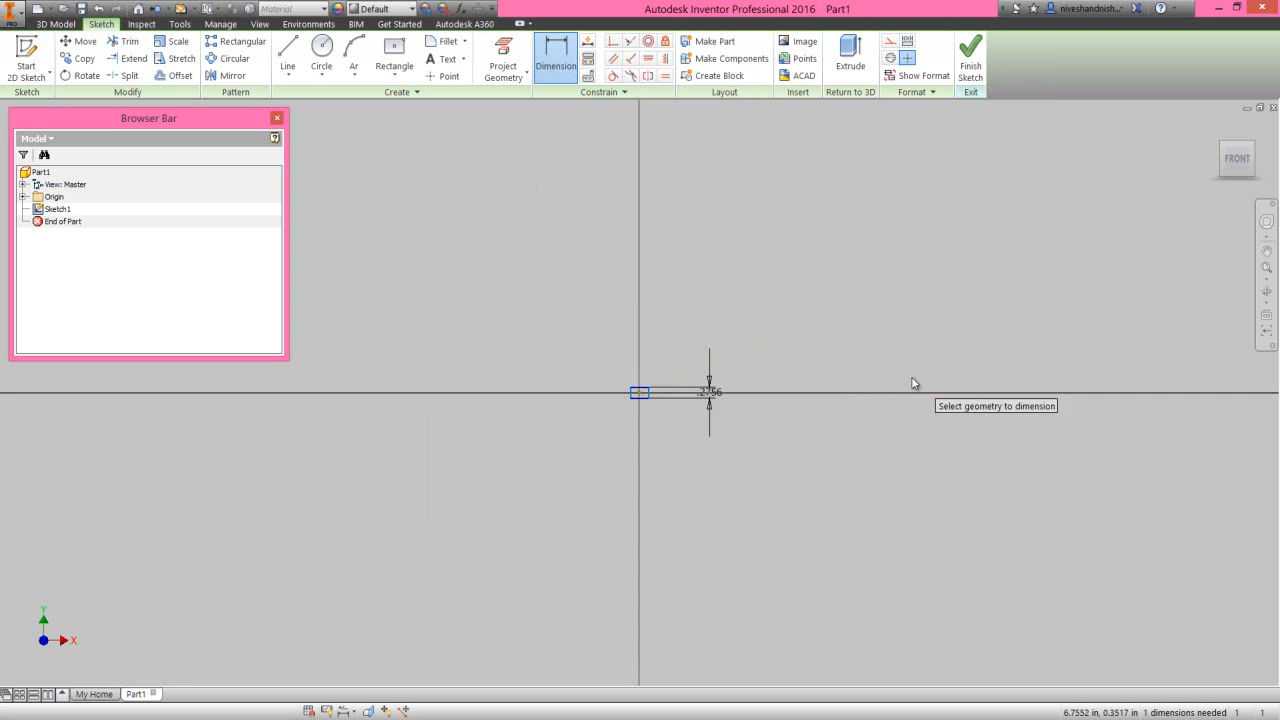 Autodesk Inventor Professional 2016 Part1
niveshandnish...
Material
Default
PRO
3D Model Sketch Inspect Tools Manage View Environments BIM Get Started Autodesk A360
Start
2D Sketch
Move Trim Scale
Copy Extend Stretch
Rotate Split Offset
Rectangular
Circular
Mirror
Line Circle Ar Rectangle
Fillet
Text
Point
Project
Geometry
Dimension
Make Part
Make Components
Create Block
Image
Points
ACAD
Extrude
Show Format
Finish
Sketch
Sketch Modify Pattern Create Constrain Layout Insert Return to 3D Format Exit
Browser Bar
Model
Part1
View: Master
Origin
Sketch1
End of Part
FRONT
.2756
Select geometry to dimension
Y
X
My Home Part1
6.7552 in, 0.3517 in 1 dimensions needed 1 1